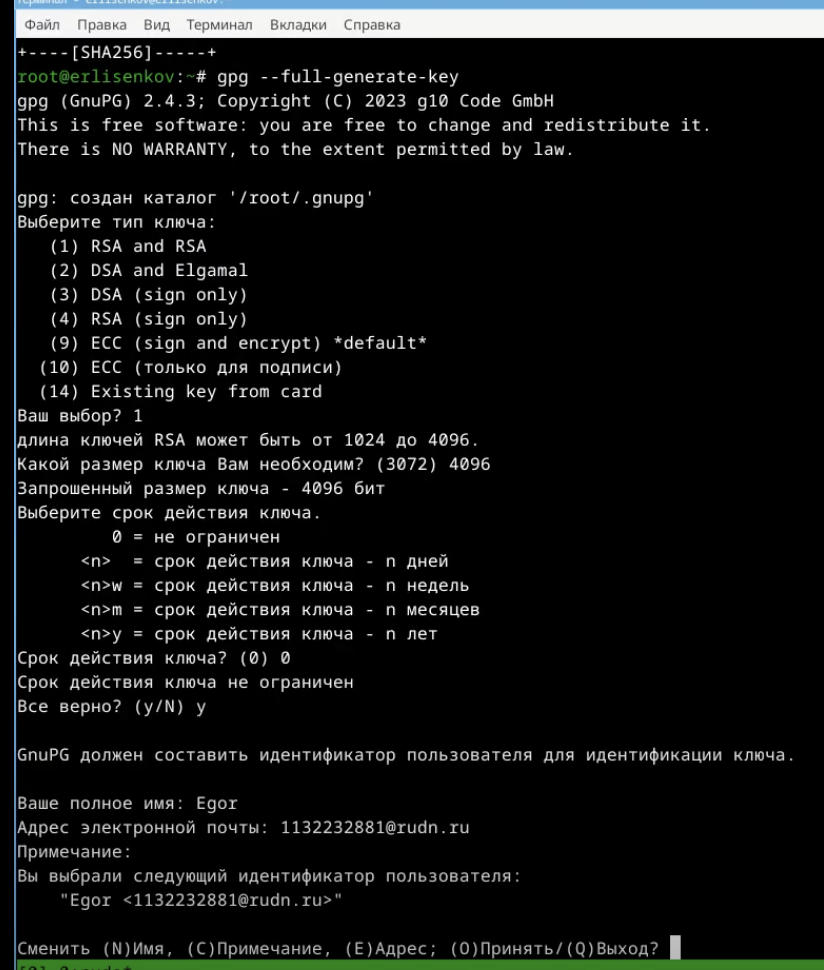 Файл Правка Вид Терминал Вкладки Справка
+----[SHA256]-----+
root@erlisenkov:~# gpg --full-generate-key
gpg (GnuPG) 2.4.3; Copyright (C) 2023 g10 Code GmbH
This is free software: you are free to change and redistribute it.
There is NO WARRANTY, to the extent permitted by law.

gpg: создан каталог '/root/.gnupg'
Выберите тип ключа:
   (1) RSA and RSA
   (2) DSA and Elgamal
   (3) DSA (sign only)
   (4) RSA (sign only)
   (9) ECC (sign and encrypt) *default*
  (10) ECC (только для подписи)
  (14) Existing key from card
Ваш выбор? 1
длина ключей RSA может быть от 1024 до 4096.
Какой размер ключа Вам необходим? (3072) 4096
Запрошенный размер ключа - 4096 бит
Выберите срок действия ключа.
         0 = не ограничен
      <n>  = срок действия ключа - n дней
      <n>w = срок действия ключа - n недель
      <n>m = срок действия ключа - n месяцев
      <n>y = срок действия ключа - n лет
Срок действия ключа? (0) 0
Срок действия ключа не ограничен
Все верно? (y/N) y

GnuPG должен составить идентификатор пользователя для идентификации ключа.

Ваше полное имя: Egor
Адрес электронной почты: 1132232881@rudn.ru
Примечание:
Вы выбрали следующий идентификатор пользователя:
    "Egor <1132232881@rudn.ru>"

Сменить (N)Имя, (C)Примечание, (E)Адрес; (O)Принять/(Q)Выход?